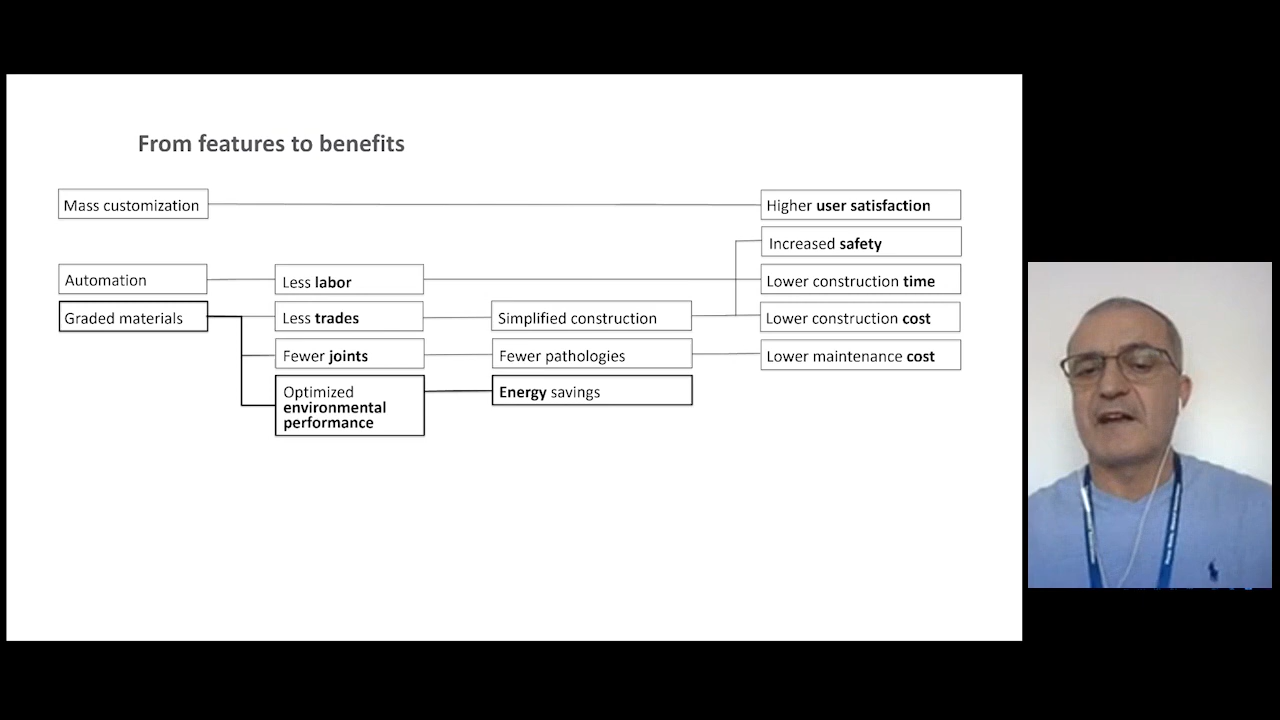 From features to benefits
Mass customization
Higher user satisfaction
Increased safety
Automation
Less labor
Lower construction time
Graded materials
Less trades
Simplified construction
Lower construction cost
Fewer joints
Fewer pathologies
Lower maintenance cost
Optimized
environmental
performance
Energy savings